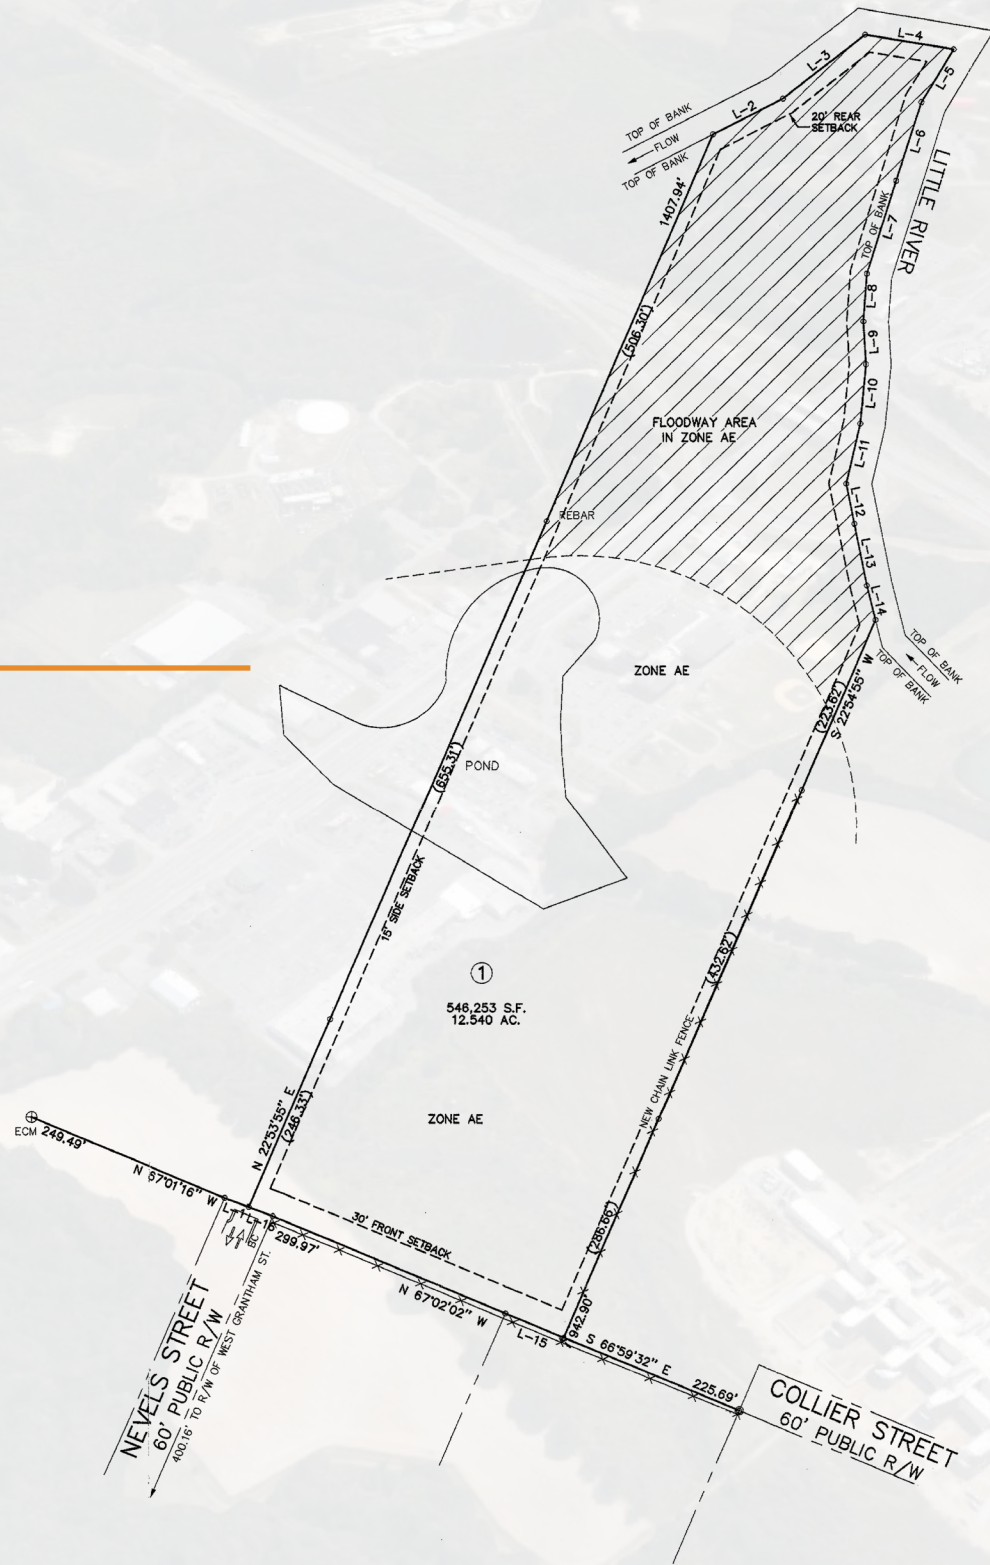 L-4
L-3
L-5
L-2
20' REAR
SETBACK
TOP OF BANK
FLOW
TOP OF BANK
L-6
LITTLE RIVER
1407.94'
TOP OF BANK
L-7
L-8
(506.30')
L-9
L-10
FLOODWAY AREA
IN ZONE AE
L-11
L-12
REBAR
L-13
L-14
TOP OF BANK
FLOW
TOP OF BANK
ZONE AE
(223.62')
S 22°54'55" W
(655.31')
POND
15' SIDE SETBACK
(432.62')
1
546,253 S.F.
12.540 AC.
NEW CHAIN LINK FENCE
ZONE AE
N 22°53'55" E
(246.33')
ECM 249.49'
N 67°01'16" W
L-1
L-16
BC
299.97'
30' FRONT SETBACK
(286.66')
942.90'
N 67°02'02" W
L-15
S 66°59'32" E
225.69'
NEVELS STREET
60' PUBLIC R/W
400.16' TO R/W OF WEST GRANTHAM ST.
COLLIER STREET
60' PUBLIC R/W